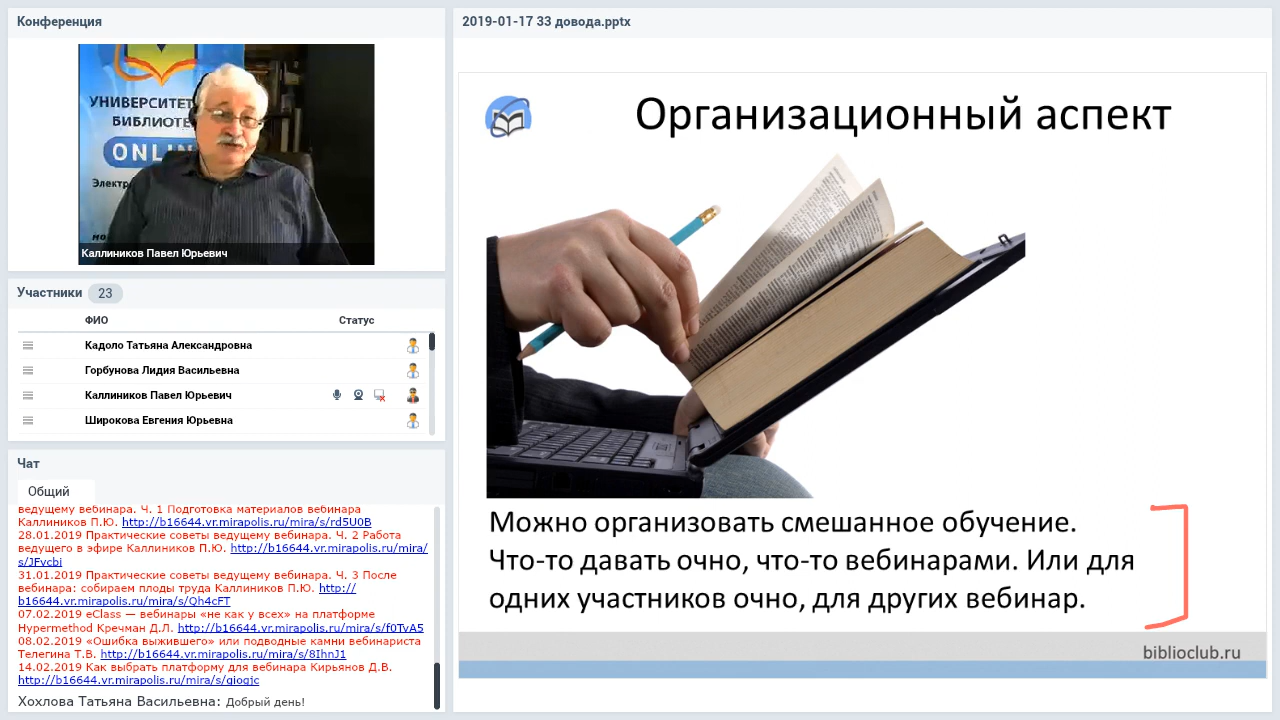 Конференция
УНИВЕРСИТЕТ
БИБЛИОТЕ
ONLIN
Электр
Каллиников Павел Юрьевич
Участники 23
ФИО Статус
Кадоло Татьяна Александровна
Горбунова Лидия Васильевна
Каллиников Павел Юрьевич
Широкова Евгения Юрьевна
Чат
Общий
ведущему вебинара. Ч. 1 Подготовка материалов вебинара
Каллиников П.Ю. http://b16644.vr.mirapolis.ru/mira/s/rd5U0B
28.01.2019 Практические советы ведущему вебинара. Ч. 2 Работа
ведущего в эфире Каллиников П.Ю. http://b16644.vr.mirapolis.ru/mira/
s/JFvcbi
31.01.2019 Практические советы ведущему вебинара. Ч. 3 После
вебинара: собираем плоды труда Каллиников П.Ю. http://
b16644.vr.mirapolis.ru/mira/s/Qh4cFT
07.02.2019 eClass — вебинары «не как у всех» на платформе
Hypermethod Кречман Д.Л. http://b16644.vr.mirapolis.ru/mira/s/f0TvA5
08.02.2019 «Ошибка выжившего» или подводные камни вебинариста
Телегина Т.В. http://b16644.vr.mirapolis.ru/mira/s/8IhnJ1
14.02.2019 Как выбрать платформу для вебинара Кирьянов Д.В.
http://b16644.vr.mirapolis.ru/mira/s/giogjc
Хохлова Татьяна Васильевна: Добрый день!
2019-01-17 33 довода.pptx
Организационный аспект
Можно организовать смешанное обучение.
Что-то давать очно, что-то вебинарами. Или для
одних участников очно, для других вебинар.
biblioclub.ru